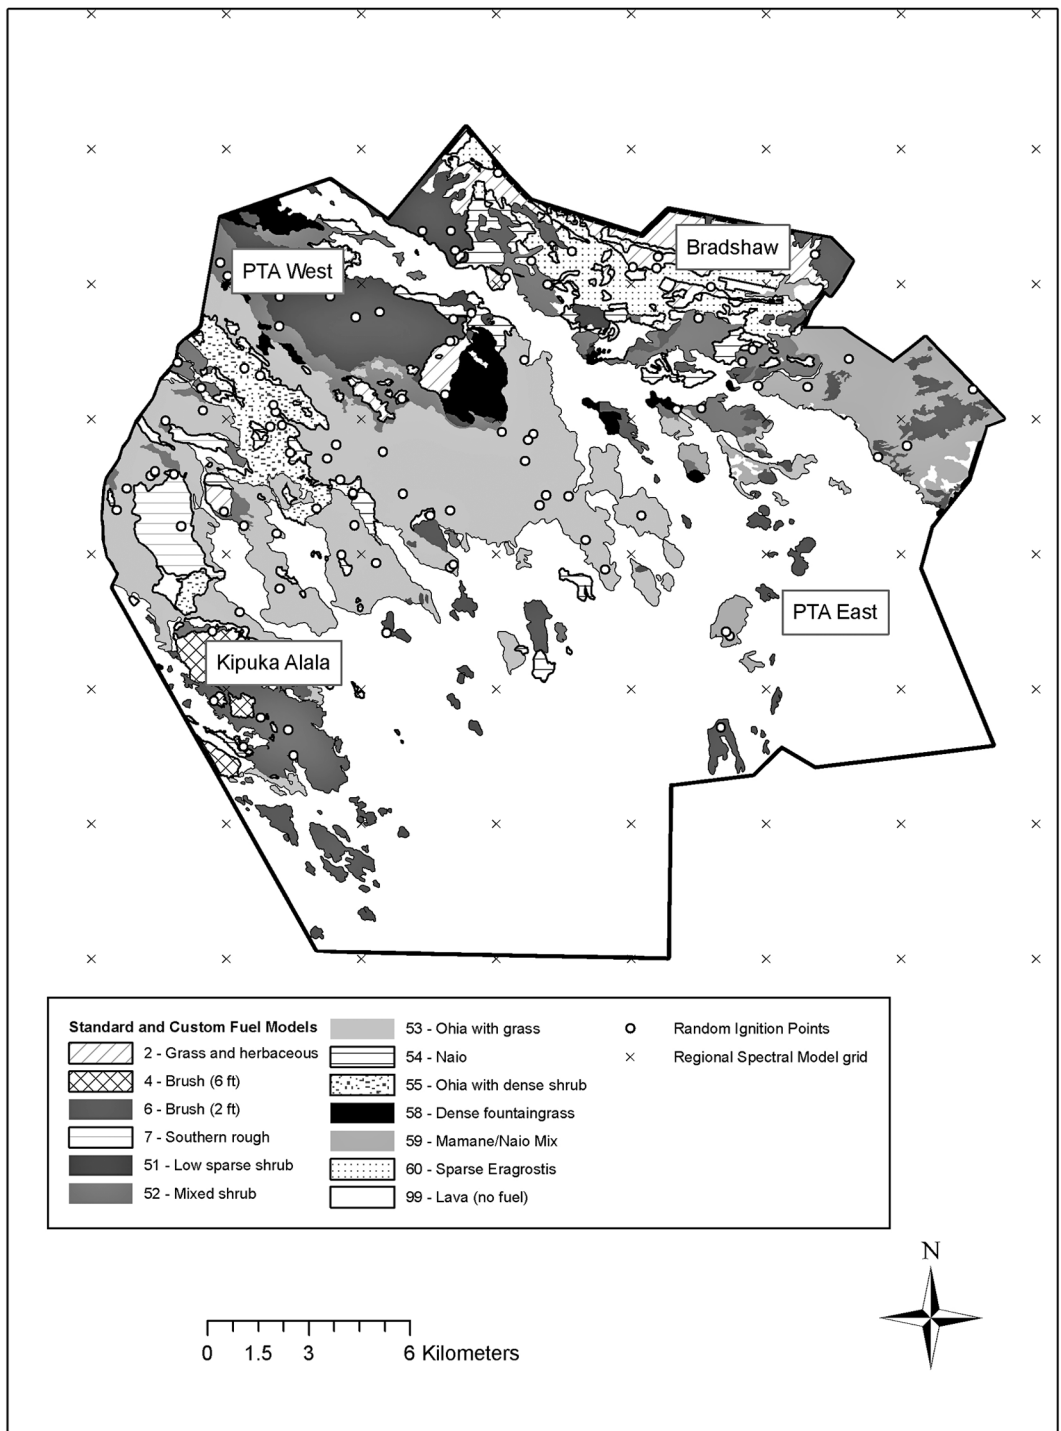 Bradshaw
PTA West
PTA East
Kipuka Alala
Standard and Custom Fuel Models
2 - Grass and herbaceous
4 - Brush (6 ft)
6 - Brush (2 ft)
7 - Southern rough
51 - Low sparse shrub
52 - Mixed shrub
53 - Ohia with grass
54 - Naio
55 - Ohia with dense shrub
58 - Dense fountaingrass
59 - Mamane/Naio Mix
60 - Sparse Eragrostis
99 - Lava (no fuel)
Random Ignition Points
Regional Spectral Model grid
N
0 1.5 3 6 Kilometers